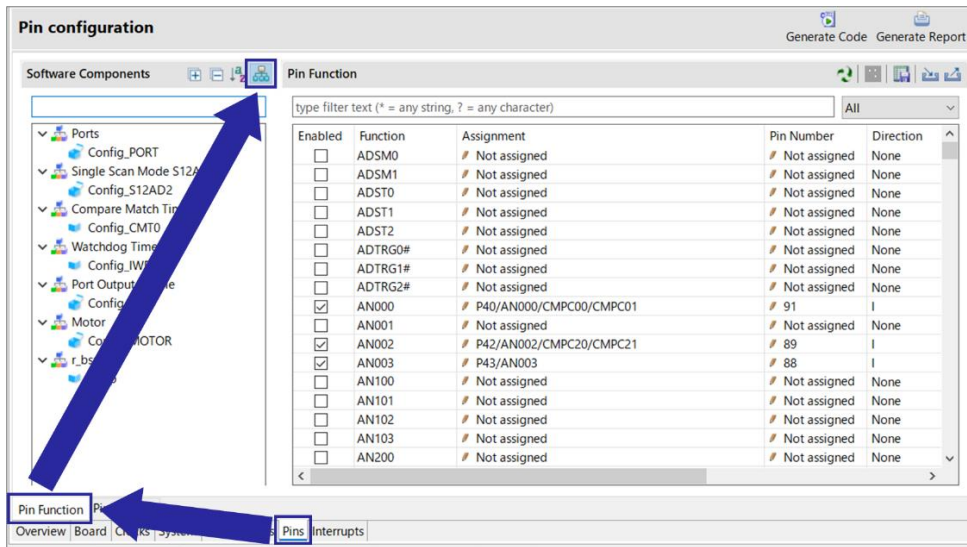 Pin configuration
Generate Code Generate Report
Software Components
Pin Function
type filter text (* = any string, ? = any character)
All
Ports
Config_PORT
Single Scan Mode
Config_S12AD2
Compare Match
Config_CMT0
Watchdog
Port Output
Motor
Enabled Function Assignment Pin Number Direction
ADSM0 Not assigned Not assigned None
ADSM1 Not assigned Not assigned None
ADST0 Not assigned Not assigned None
ADST1 Not assigned Not assigned None
ADST2 Not assigned Not assigned None
ADTRG0# Not assigned Not assigned None
ADTRG1# Not assigned Not assigned None
ADTRG2# Not assigned Not assigned None
AN000 P40/AN000/CMPC00/CMPC01 91 I
AN001 Not assigned Not assigned None
AN002 P42/AN002/CMPC20/CMPC21 89 I
AN003 P43/AN003 88 I
AN100 Not assigned Not assigned None
AN101 Not assigned Not assigned None
AN102 Not assigned Not assigned None
AN103 Not assigned Not assigned None
AN200 Not assigned Not assigned None
Pin Function
Overview Board Pins Interrupts